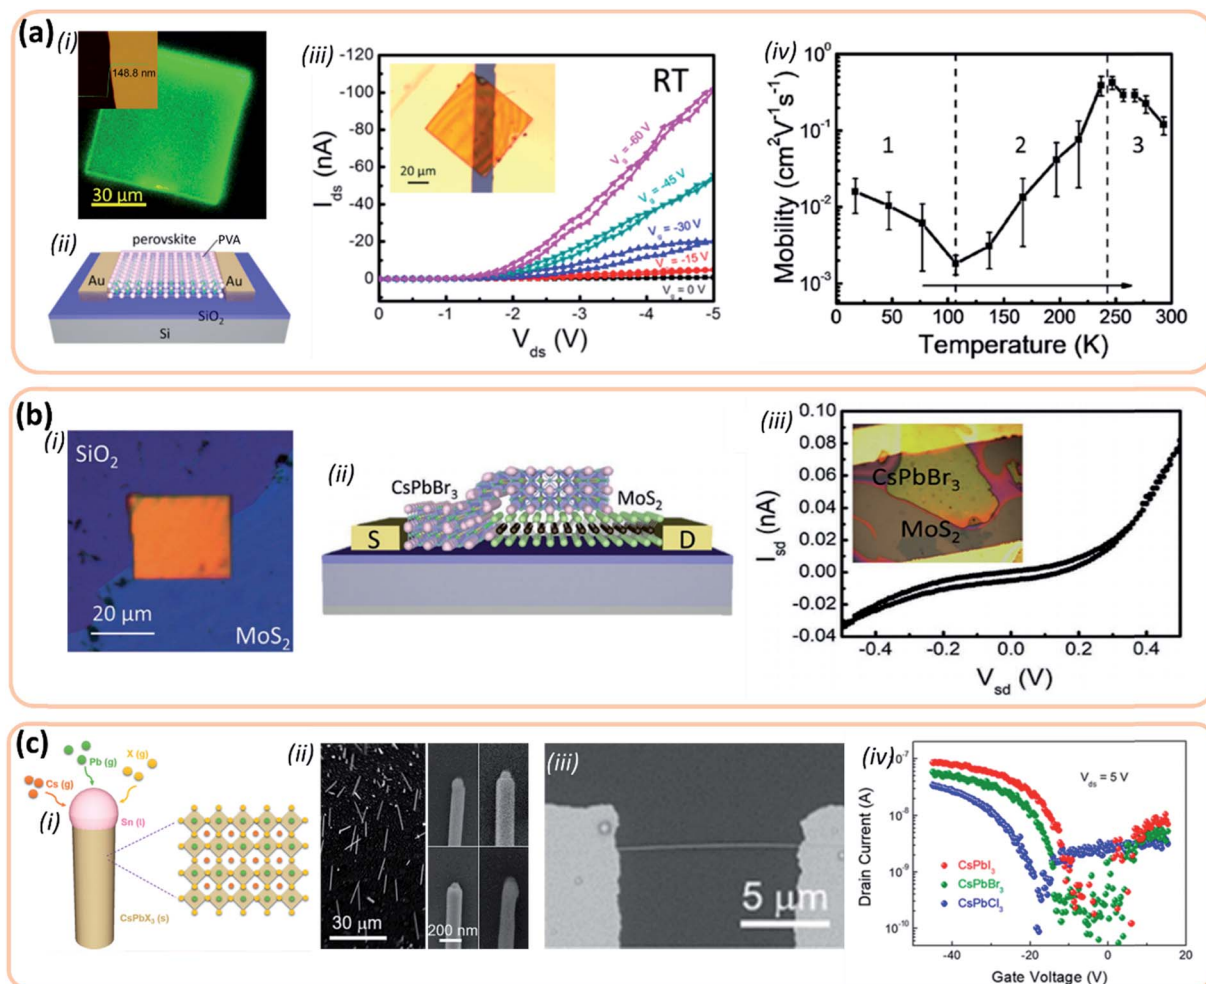 (a)
(i)
148.8 nm
30 µm
(ii)
perovskite
PVA
Au
Au
SiO2
Si
(iii)
-120
-100
-80
-60
-40
-20
0
Ids (nA)
RT
20 µm
Vg = -60 V
Vg = -45 V
Vg = -30 V
Vg = -15 V
Vg = 0 V
0 -1 -2 -3 -4 -5
Vds (V)
(iv)
10^0
10^-1
10^-2
10^-3
Mobility (cm2V-1s-1)
1 2 3
0 50 100 150 200 250 300
Temperature (K)
(b)
(i)
SiO2
20 µm
MoS2
(ii)
CsPbBr3
MoS2
S
D
(iii)
0.10
0.08
0.06
0.04
0.02
0.00
-0.02
-0.04
Isd (nA)
CsPbBr3
MoS2
-0.4 -0.2 0.0 0.2 0.4
Vsd (V)
(c)
Pb (g)
X (g)
Cs (g)
(i)
Sn (l)
CsPbX3 (s)
(ii)
30 µm
200 nm
(iii)
5 µm
(iv)
10^-7
10^-8
10^-9
10^-10
Drain Current (A)
Vds = 5 V
CsPbI3
CsPbBr3
CsPbCl3
-40 -20 0 20
Gate Voltage (V)